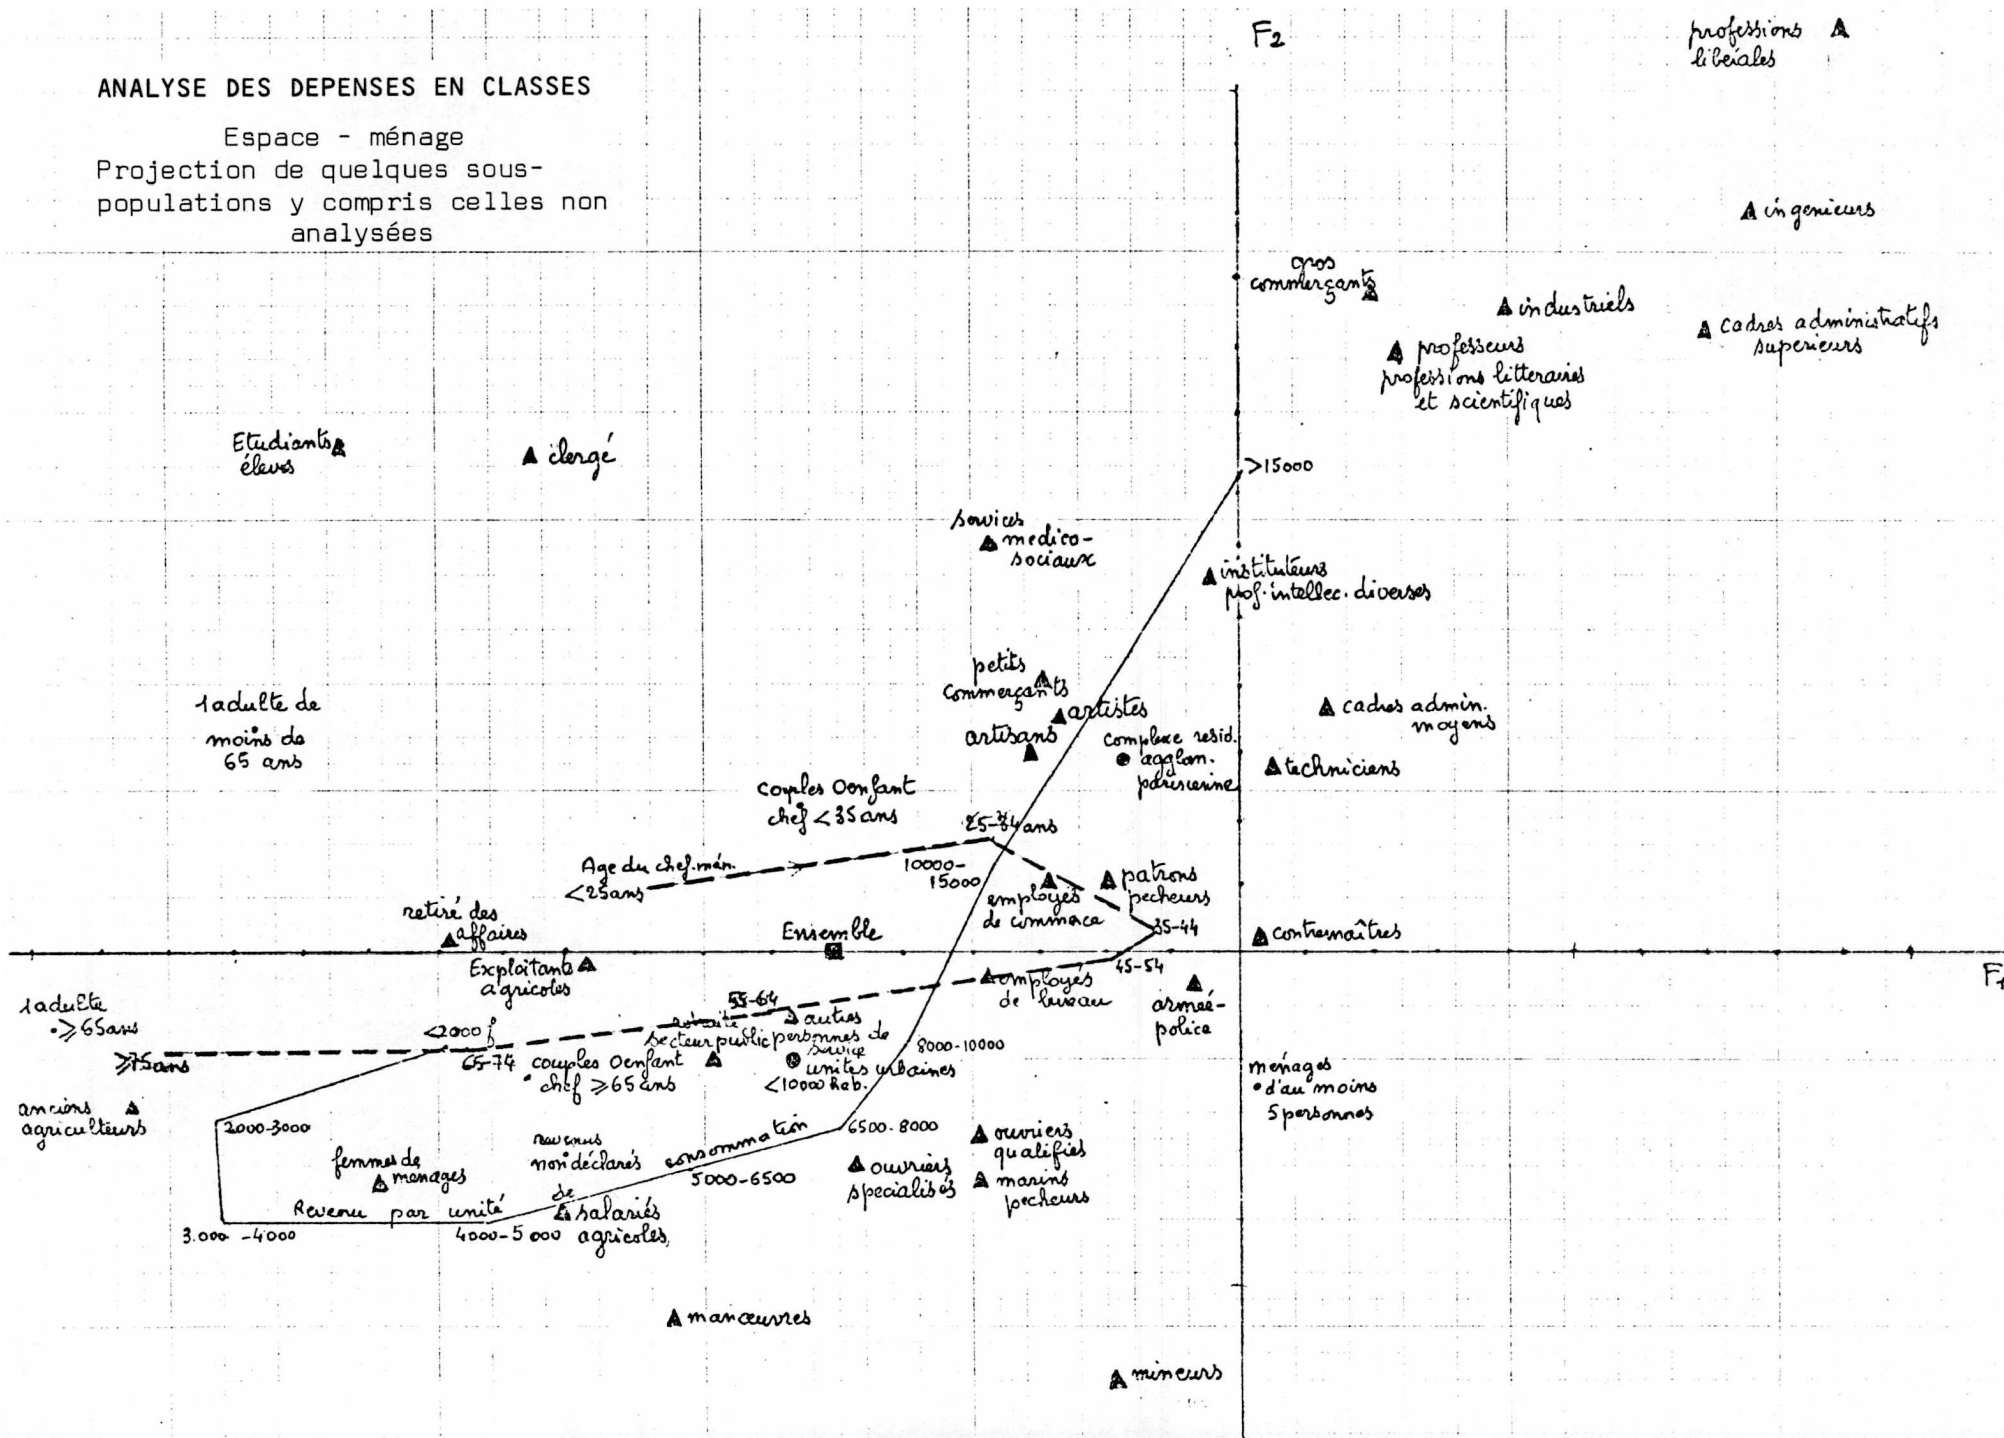 ANALYSE DES DEPENSES EN CLASSES
Espace - ménage
Projection de quelques sous-
populations y compris celles non
analysées
F2
professions
libérales
ingenieurs
gros
commerçants
industriels
cadres administratifs
superieurs
professeurs
professions litteraires
et scientifiques
Etudiants
élèves
clergé
>15000
services
medico-
sociaux
instituteurs
prof. intellec. diverses
petits
commerçants
artistes
artisans
1 adulte de
moins de
65 ans
cadres admin.
moyens
complexe resid.
agglom.
parisienne
techniciens
couples 0 enfant
chef <35 ans
25-34 ans
Age du chef. mén.
<25 ans
10000-
15000
employés
de commerce
patrons
pecheurs
retiré des
affaires
Ensemble
35-44
contremaîtres
Exploitants
agricoles
45-54
F1
employés
de bureau
armée-
police
1 adulte
≥65 ans
<2000 f
55-64
retraité
secteur public
autres
personnes de
service
≥75 ans
65-74
couples 0 enfant
chef ≥65 ans
unités urbaines
<10000 hab.
8000-10000
ménages
d'au moins
5 personnes
anciens
agriculteurs
2000-3000
revenus
non déclarés
consommation
6500-8000
ouvriers
qualifiés
femmes de
menages
5000-6500
ouvriers
specialisés
marins
pecheurs
Revenu par unité
de
salariés
agricoles
3.000 -4000
4000-5000
manœuvres
mineurs